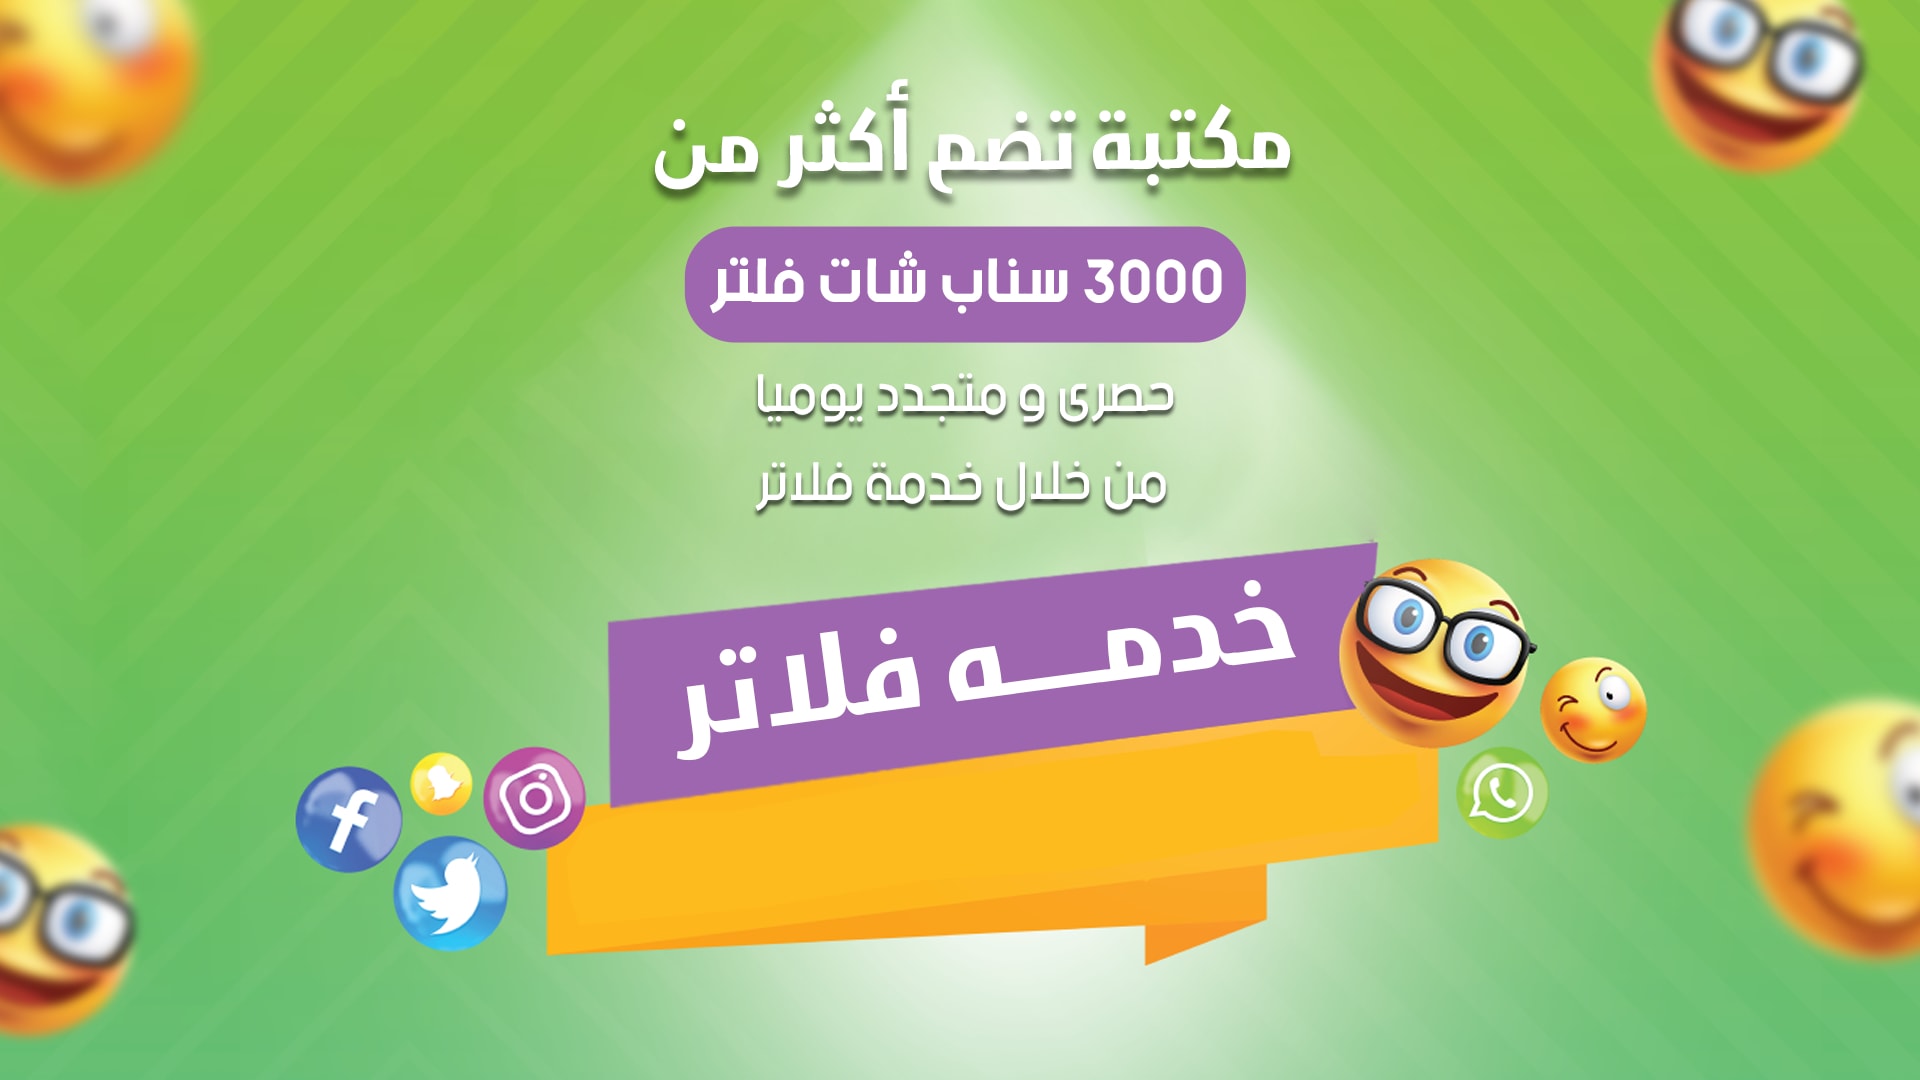 مكتبة تضم أكثر من
3000 سناب شات فلتر
حصرى و متجدد يوميا
من خلال خدمة فلاتر
خدمـــه فلاتر